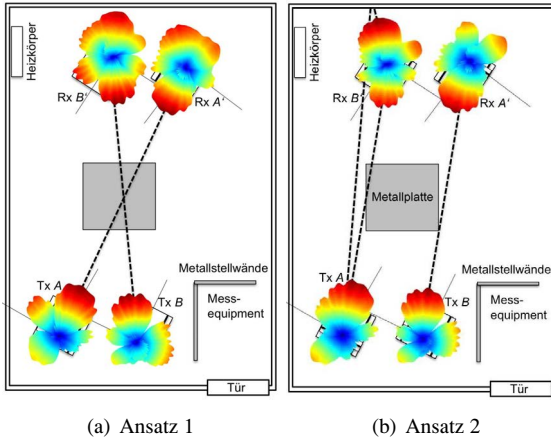 Heizkörper
Rx B'
Rx A'
Tx A
Tx B
Metallstellwände
Mess-
equipment
Tür
(a) Ansatz 1
Heizkörper
Rx B'
Rx A'
Metallplatte
Tx A
Tx B
Metallstellwände
Mess-
equipment
Tür
(b) Ansatz 2